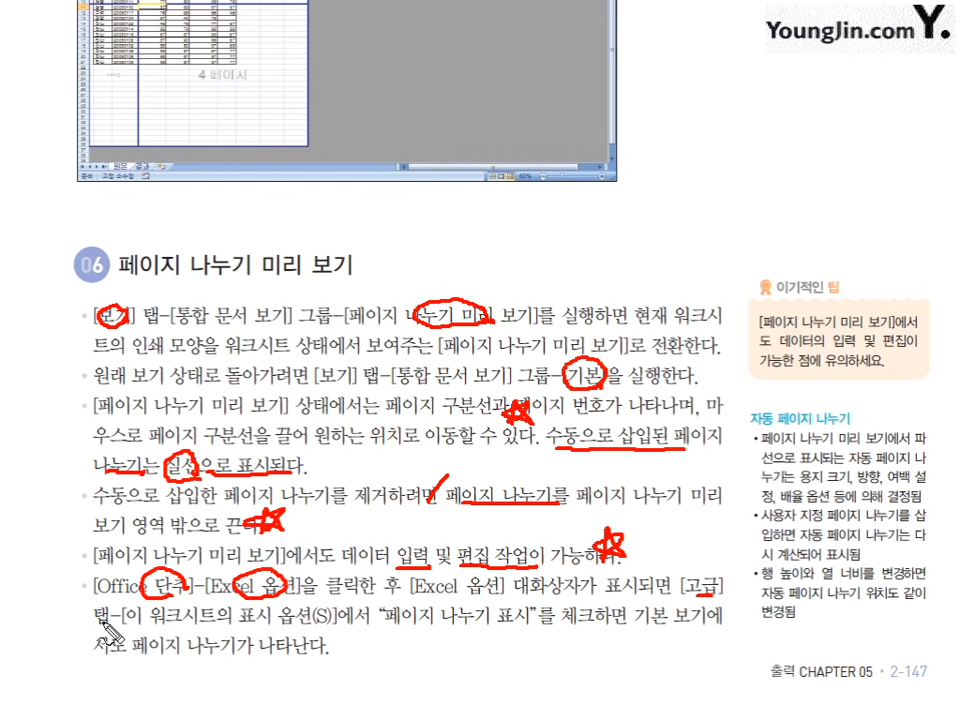 YoungJin.com Y.
4 페이지
60%
06 페이지 나누기 미리 보기
• [보기] 탭-[통합 문서 보기] 그룹-[페이지 나누기 미리 보기]를 실행하면 현재 워크시
트의 인쇄 모양을 워크시트 상태에서 보여주는 [페이지 나누기 미리 보기]로 전환한다.
• 원래 보기 상태로 돌아가려면 [보기] 탭-[통합 문서 보기] 그룹-[기본]을 실행한다.
• [페이지 나누기 미리 보기] 상태에서는 페이지 구분선과 페이지 번호가 나타나며, 마
우스로 페이지 구분선을 끌어 원하는 위치로 이동할 수 있다. 수동으로 삽입된 페이지
나누기는 실선으로 표시된다.
• 수동으로 삽입한 페이지 나누기를 제거하려면 페이지 나누기를 페이지 나누기 미리
보기 영역 밖으로 끈다.
• [페이지 나누기 미리 보기]에서도 데이터 입력 및 편집 작업이 가능하다.
• [Office 단추]-[Excel 옵션]을 클릭한 후 [Excel 옵션] 대화상자가 표시되면 [고급]
탭-[이 워크시트의 표시 옵션(S)]에서 “페이지 나누기 표시”를 체크하면 기본 보기에
서도 페이지 나누기가 나타난다.
이기적인 팁
[페이지 나누기 미리 보기]에서
도 데이터의 입력 및 편집이
가능한 점에 유의하세요.
자동 페이지 나누기
• 페이지 나누기 미리 보기에서 파
선으로 표시되는 자동 페이지 나
누기는 용지 크기, 방향, 여백 설
정, 배율 옵션 등에 의해 결정됨
• 사용자 지정 페이지 나누기를 삽
입하면 자동 페이지 나누기는 다
시 계산되어 표시됨
• 행 높이와 열 너비를 변경하면
자동 페이지 나누기 위치도 같이
변경됨
출력 CHAPTER 05 • 2-147